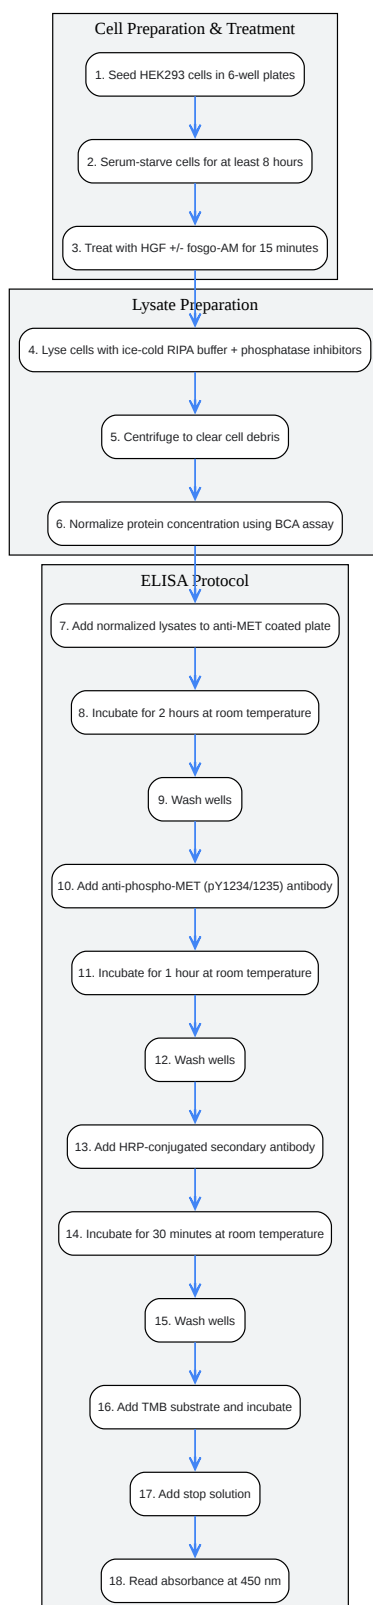 Cell Preparation & Treatment
1. Seed HEK293 cells in 6-well plates
2. Serum-starve cells for at least 8 hours
3. Treat with HGF +/- fosgo-AM for 15 minutes
Lysate Preparation
4. Lyse cells with ice-cold RIPA buffer + phosphatase inhibitors
5. Centrifuge to clear cell debris
6. Normalize protein concentration using BCA assay
ELISA Protocol
7. Add normalized lysates to anti-MET coated plate
8. Incubate for 2 hours at room temperature
9. Wash wells
10. Add anti-phospho-MET (pY1234/1235) antibody
11. Incubate for 1 hour at room temperature
12. Wash wells
13. Add HRP-conjugated secondary antibody
14. Incubate for 30 minutes at room temperature
15. Wash wells
16. Add TMB substrate and incubate
17. Add stop solution
18. Read absorbance at 450 nm